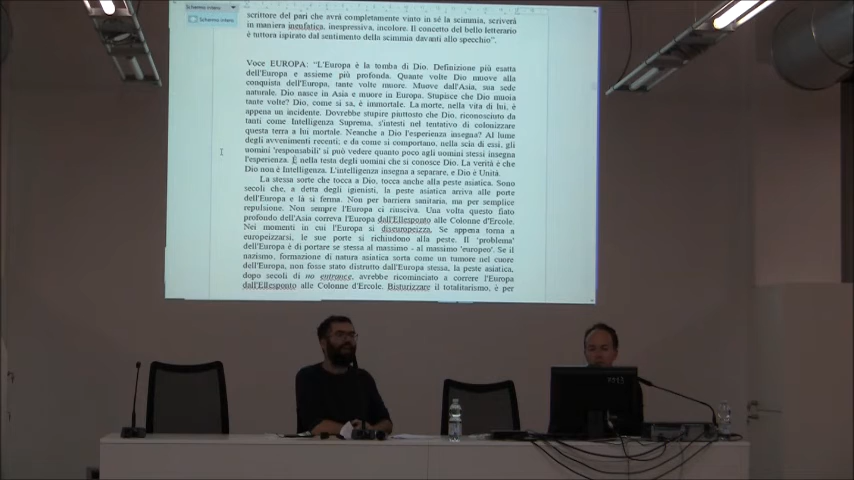 Schermo intero
Schermo intero
scrittore del pari che avrà completamente vinto in sé la scimmia, scriverà
in maniera inenfatica, inespressiva, incolore. Il concetto del bello letterario
è tuttora ispirato dal sentimento della scimmia davanti allo specchio”.
Voce EUROPA: “L'Europa è la tomba di Dio. Definizione più esatta
dell'Europa e assieme più profonda. Quante volte Dio muove alla
conquista dell'Europa, tante volte muore. Muove dall'Asia, sua sede
naturale. Dio nasce in Asia e muore in Europa. Stupisce che Dio muoia
tante volte? Dio, come si sa, è immortale. La morte, nella vita di lui, è
appena un incidente. Dovrebbe stupire piuttosto che Dio, riconosciuto da
tanti come Intelligenza Suprema, s'intesti nel tentativo di colonizzare
questa terra a lui mortale. Neanche a Dio l'esperienza insegna? Al lume
degli avvenimenti recenti; e da come si comportano, nella scia di essi, gli
uomini 'responsabili' si può vedere quanto poco agli uomini stessi insegna
l'esperienza. È nella testa degli uomini che si conosce Dio. La verità è che
Dio non è Intelligenza. L'intelligenza insegna a separare, e Dio è Unità.
La stessa sorte che tocca a Dio, tocca anche alla peste asiatica. Sono
secoli che, a detta degli igienisti, la peste asiatica arriva alle porte
dell'Europa e là si ferma. Non per barriera sanitaria, ma per semplice
repulsione. Non sempre l'Europa ci riusciva. Una volta questo fiato
profondo dell'Asia correva l'Europa dall'Ellesponto alle Colonne d'Ercole.
Nei momenti in cui l'Europa si diseuropeizza. Se appena torna a
europeizzarsi, le sue porte si richiudono alla peste. Il 'problema'
dell'Europa è di portare se stessa al massimo - al massimo 'europeo'. Se il
nazismo, formazione di natura asiatica sorta come un tumore nel cuore
dell'Europa, non fosse stato distrutto dall'Europa stessa, la peste asiatica,
dopo secoli di no entrance, avrebbe ricominciato a correre l'Europa
dall'Ellesponto alle Colonne d'Ercole. Bisturizzare il totalitarismo, è per